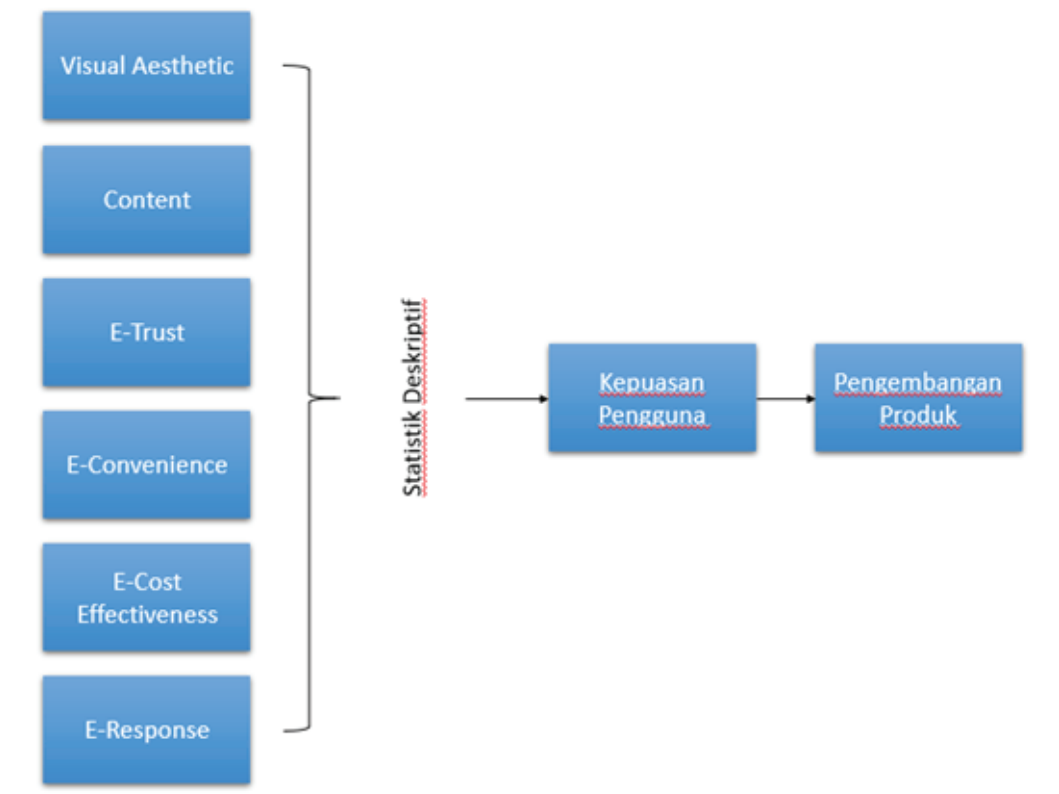 Visual Aesthetic
Content
E-Trust
E-Convenience
E-Cost
Effectiveness
E-Response
Statistik Deskriptif
Kepuasan
Pengguna
Pengembangan
Produk